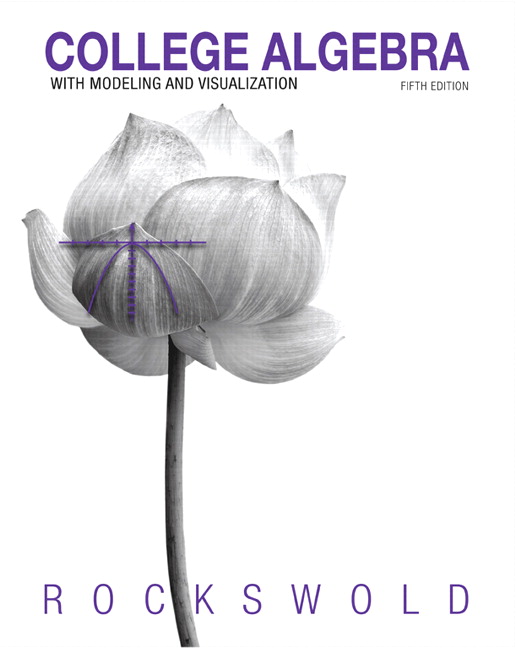 COLLEGE ALGEBRA
WITH MODELING AND VISUALIZATION
FIFTH EDITION
ROCKSWOLD